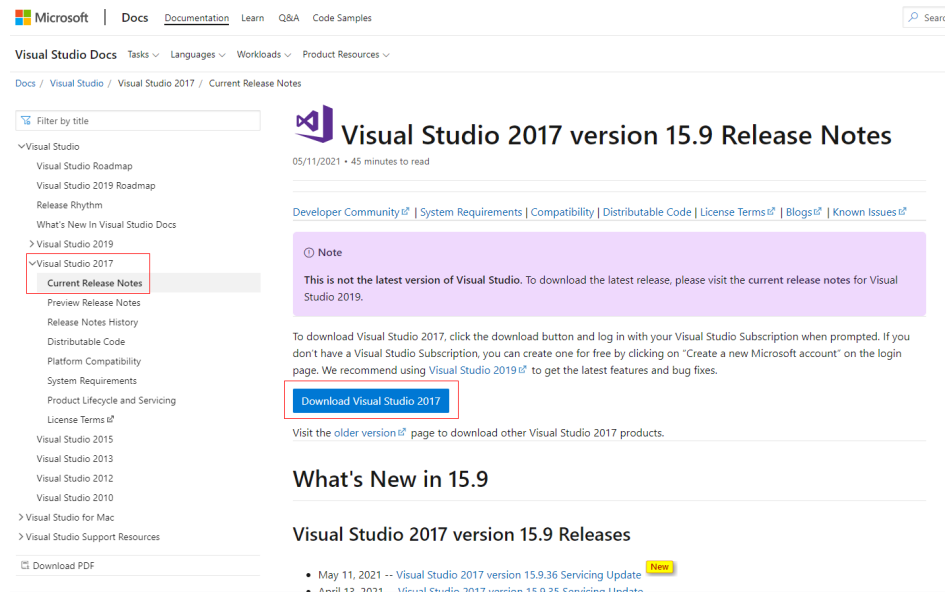 Microsoft | Docs Documentation Learn Q&A Code Samples
Visual Studio Docs Tasks Languages Workloads Product Resources
Docs / Visual Studio / Visual Studio 2017 / Current Release Notes
Filter by title
Visual Studio
Visual Studio Roadmap
Visual Studio 2019 Roadmap
Release Rhythm
What's New In Visual Studio Docs
Visual Studio 2019
Visual Studio 2017
Current Release Notes
Preview Release Notes
Release Notes History
Distributable Code
Platform Compatibility
System Requirements
Product Lifecycle and Servicing
License Terms
Visual Studio 2015
Visual Studio 2013
Visual Studio 2012
Visual Studio 2010
Visual Studio for Mac
Visual Studio Support Resources
Download PDF
Visual Studio 2017 version 15.9 Release Notes
05/11/2021 • 45 minutes to read
Developer Community | System Requirements | Compatibility | Distributable Code | License Terms | Blogs | Known Issues
Note
This is not the latest version of Visual Studio. To download the latest release, please visit the current release notes for Visual
Studio 2019.
To download Visual Studio 2017, click the download button and log in with your Visual Studio Subscription when prompted. If you
don't have a Visual Studio Subscription, you can create one for free by clicking on "Create a new Microsoft account" on the login
page. We recommend using Visual Studio 2019 to get the latest features and bug fixes.
Download Visual Studio 2017
Visit the older version page to download other Visual Studio 2017 products.
What's New in 15.9
Visual Studio 2017 version 15.9 Releases
• May 11, 2021 -- Visual Studio 2017 version 15.9.36 Servicing Update New
• April 13, 2021 -- Visual Studio 2017 version 15.9.35 Servicing Update